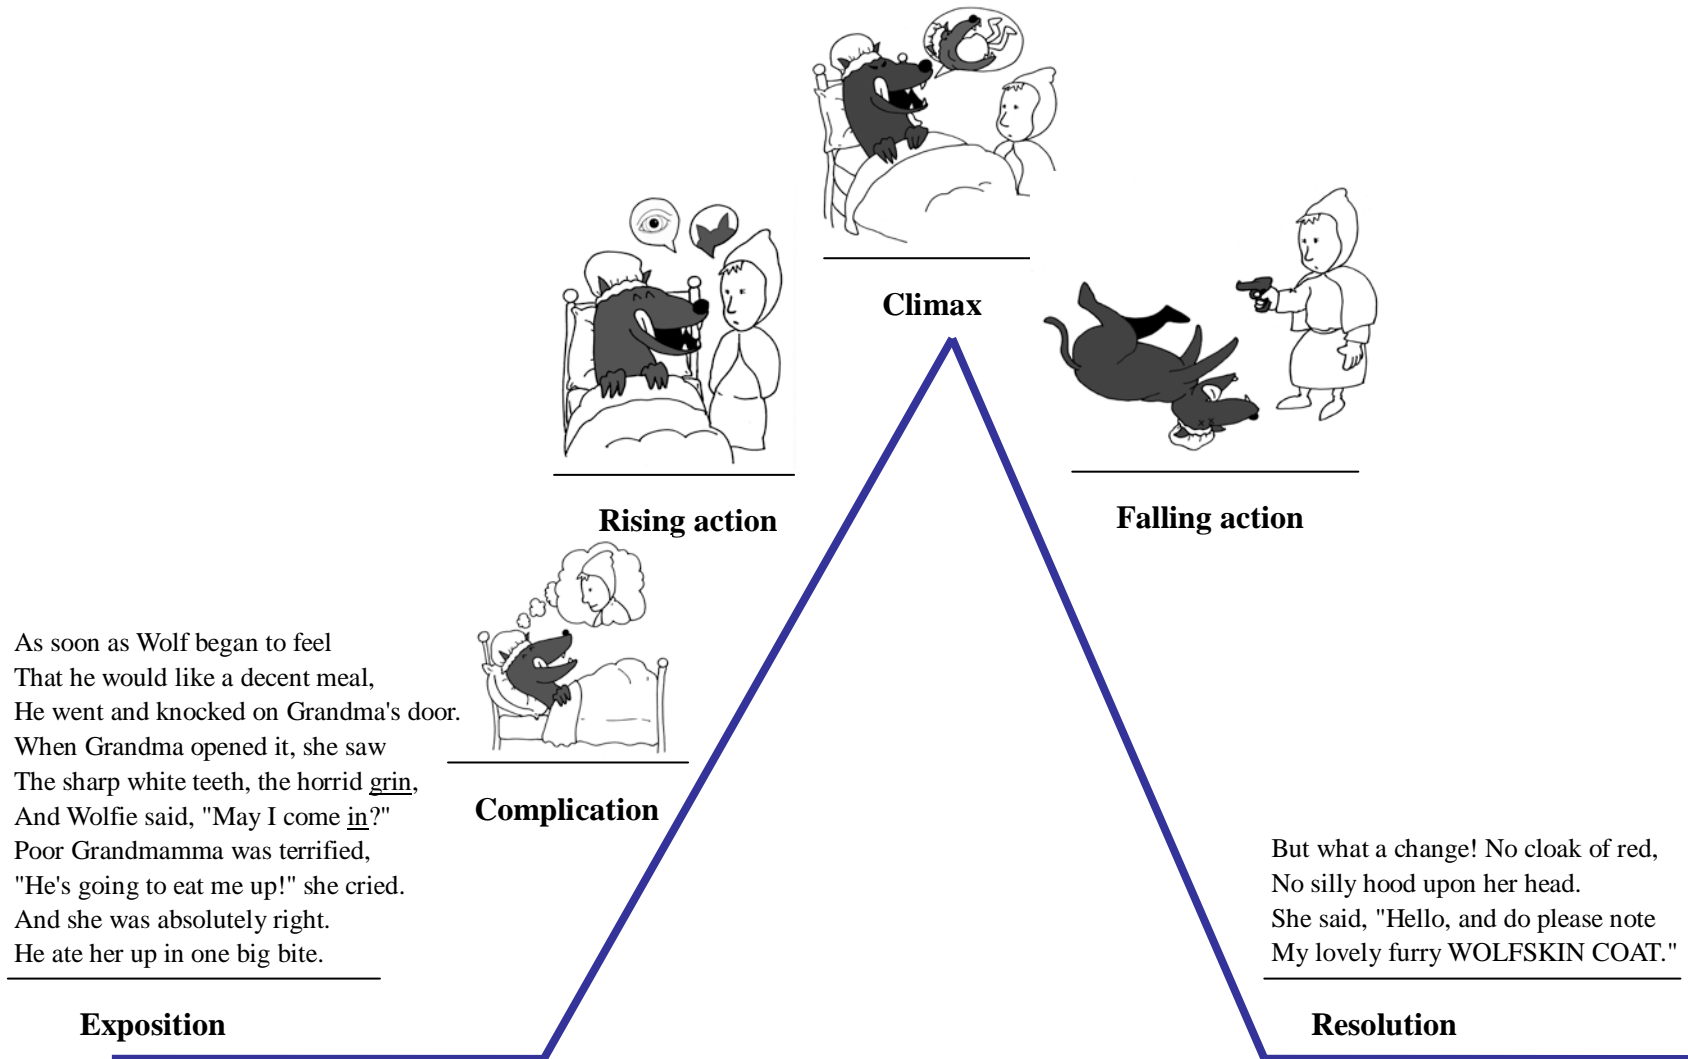 Climax
Rising action
Falling action
As soon as Wolf began to feel
That he would like a decent meal,
He went and knocked on Grandma's door.
When Grandma opened it, she saw
The sharp white teeth, the horrid grin,
And Wolfie said, "May I come in?"
Poor Grandmamma was terrified,
"He's going to eat me up!" she cried.
And she was absolutely right.
He ate her up in one big bite.
Complication
But what a change! No cloak of red,
No silly hood upon her head.
She said, "Hello, and do please note
My lovely furry WOLFSKIN COAT."
Exposition
Resolution